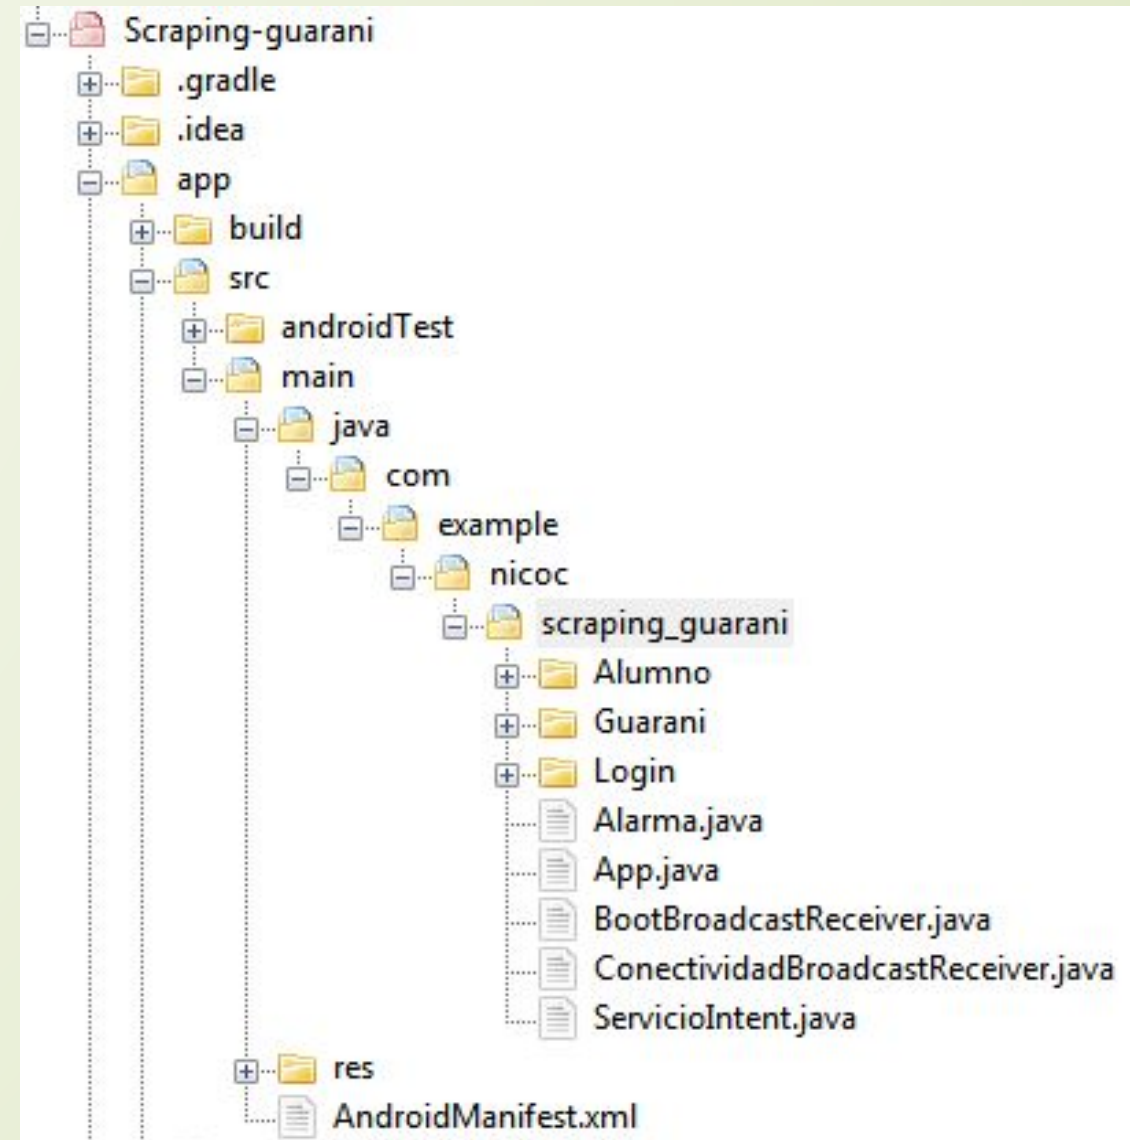 Scraping-guarani
.gradle
.idea
app
build
src
androidTest
main
java
com
example
nicoc
scraping_guarani
Alumno
Guarani
Login
Alarma.java
App.java
BootBroadcastReceiver.java
ConectividadBroadcastReceiver.java
ServicioIntent.java
res
AndroidManifest.xml